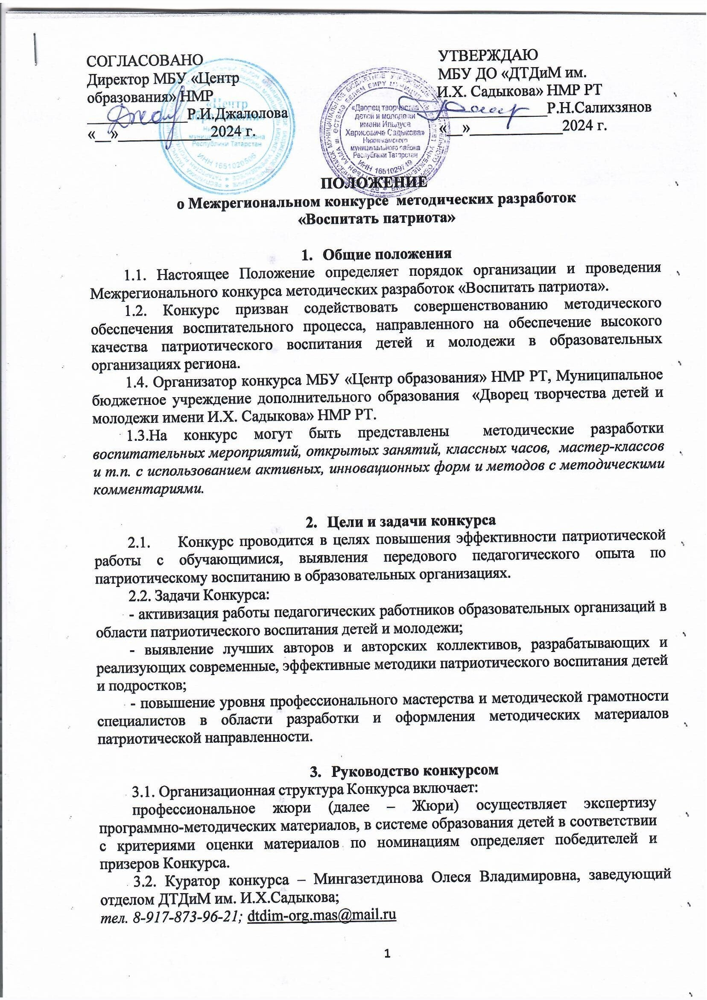 СОГЛАСОВАНО
Директор МБУ «Центр
образования» НМР
_____________Р.И.Джалолова
«__»____________2024 г.
УТВЕРЖДАЮ
МБУ ДО «ДТДиМ им.
И.Х. Садыкова» НМР РТ
______________Р.Н.Салихзянов
«__»____________2024 г.
«Центр
образования»
муниципального района
Республики Татарстан
ИНН 1651020506
«Дворец творчества
детей и молодежи
имени Ильдуса
Харисовича Садыкова»
Нижнекамского
муниципального района
Республики Татарстан
ИНН 1651029749
ПОЛОЖЕНИЕ
о Межрегиональном конкурсе методических разработок
«Воспитать патриота»
1. Общие положения
1.1. Настоящее Положение определяет порядок организации и проведения
Межрегионального конкурса методических разработок «Воспитать патриота».
1.2. Конкурс призван содействовать совершенствованию методического
обеспечения воспитательного процесса, направленного на обеспечение высокого
качества патриотического воспитания детей и молодежи в образовательных
организациях региона.
1.4. Организатор конкурса МБУ «Центр образования» НМР РТ, Муниципальное
бюджетное учреждение дополнительного образования «Дворец творчества детей и
молодежи имени И.Х. Садыкова» НМР РТ.
1.3.На конкурс могут быть представлены методические разработки
воспитательных мероприятий, открытых занятий, классных часов, мастер-классов
и т.п. с использованием активных, инновационных форм и методов с методическими
комментариями.
2. Цели и задачи конкурса
2.1. Конкурс проводится в целях повышения эффективности патриотической
работы с обучающимися, выявления передового педагогического опыта по
патриотическому воспитанию в образовательных организациях.
2.2. Задачи Конкурса:
- активизация работы педагогических работников образовательных организаций в
области патриотического воспитания детей и молодежи;
- выявление лучших авторов и авторских коллективов, разрабатывающих и
реализующих современные, эффективные методики патриотического воспитания детей
и подростков;
- повышение уровня профессионального мастерства и методической грамотности
специалистов в области разработки и оформления методических материалов
патриотической направленности.
3. Руководство конкурсом
3.1. Организационная структура Конкурса включает:
профессиональное жюри (далее – Жюри) осуществляет экспертизу
программно-методических материалов, в системе образования детей в соответствии
с критериями оценки материалов по номинациям определяет победителей и
призеров Конкурса.
3.2. Куратор конкурса – Мингазетдинова Олеся Владимировна, заведующий
отделом ДТДиМ им. И.Х.Садыкова;
тел. 8-917-873-96-21; dtdim-org.mas@mail.ru
1